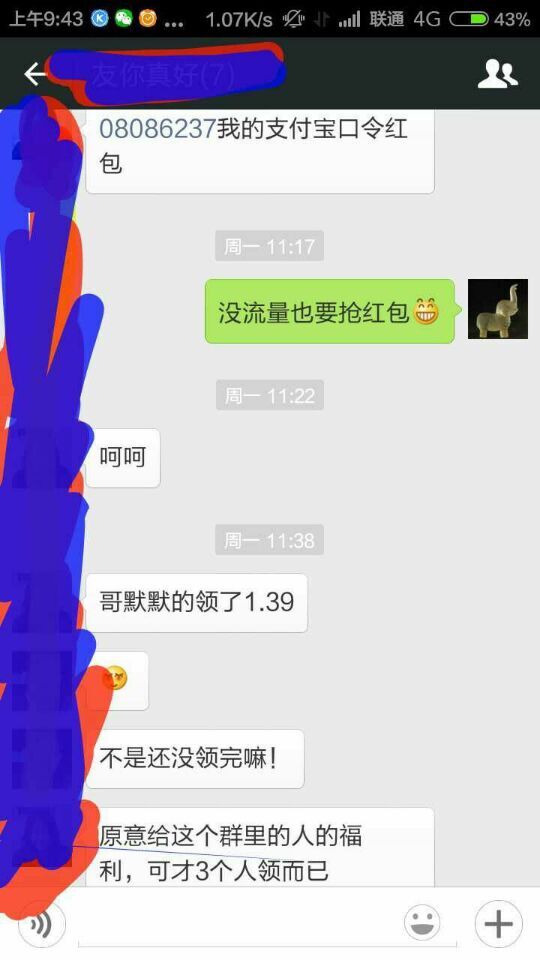 上午9:43 ... 1.07K/s 联通 4G 43%
友你真好(7)
08086237我的支付宝口令红
包
周一 11:17
没流量也要抢红包
周一 11:22
呵呵
周一 11:38
哥默默的领了1.39
不是还没领完嘛！
原意给这个群里的人的福
利，可才3个人领而已